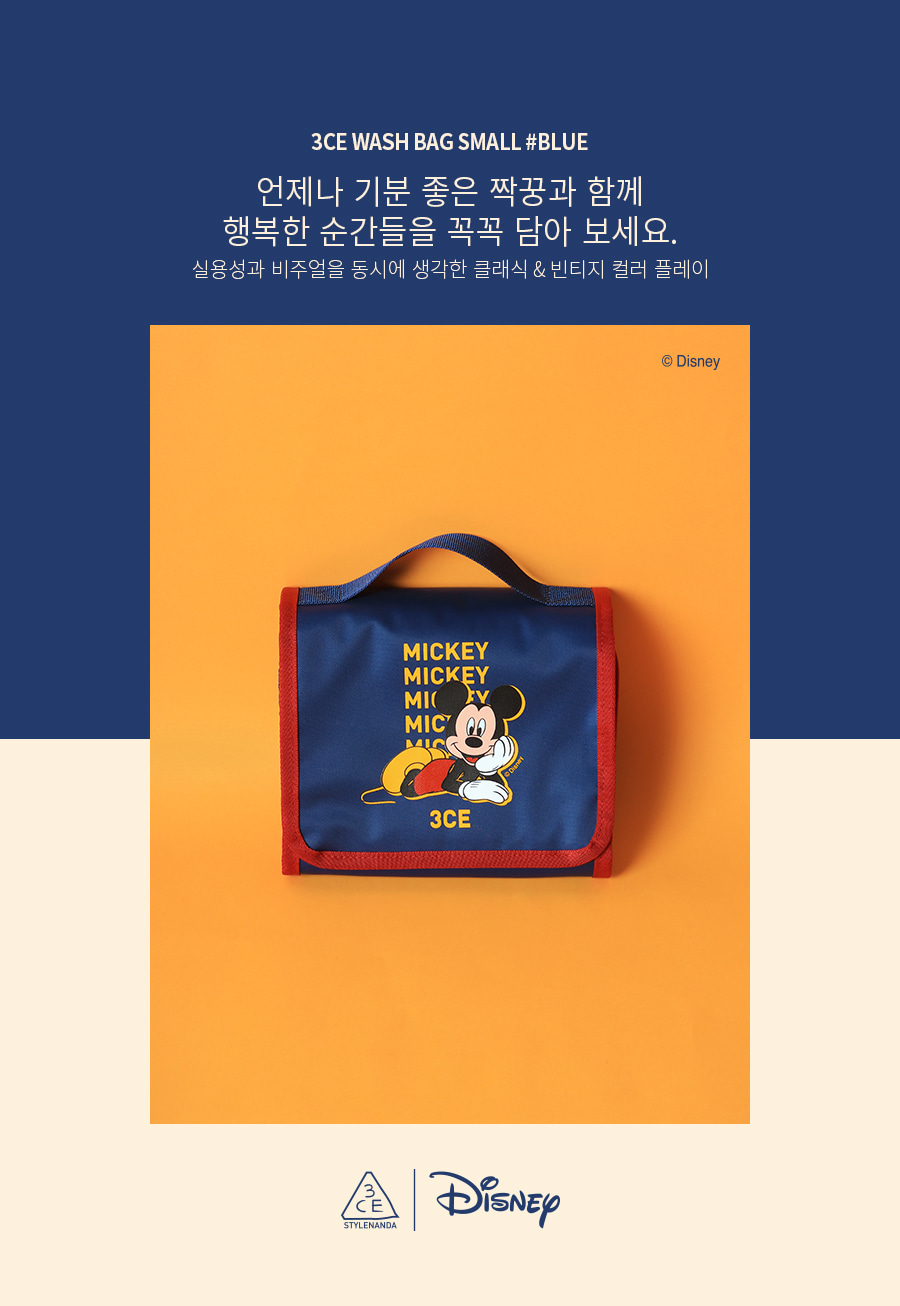 3CE WASH BAG SMALL #BLUE
언제나 기분 좋은 짝꿍과 함께
행복한 순간들을 꼭꼭 담아 보세요.
실용성과 비주얼을 동시에 생각한 클래식 & 빈티지 컬러 플레이
© Disney
MICKEY
MICKEY
MICKEY
MIC
MIC
© Disney
3CE
3CE
STYLENANDA
Disney